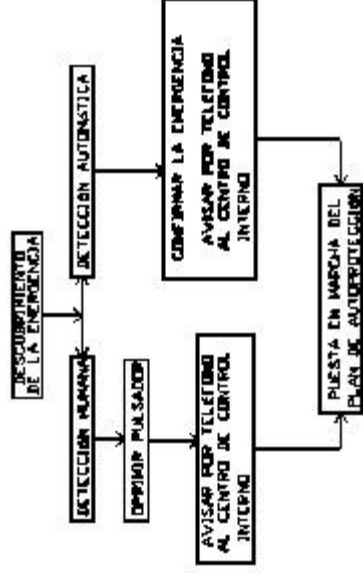 DESCUBRIMIENTO
DE LA EMERGENCIA
DETECCION HUMANA
DETECCION AUTOMATICA
OPRIMIR PULSADOR
CONFIRMAR LA EMERGENCIA
AVISAR POR TELEFONO
AL CENTRO DE CONTROL
INTERNO
AVISAR POR TELEFONO
AL CENTRO DE CONTROL
INTERNO
PUESTA EN MARCHA DEL
PLAN DE AUTOPROTECCION